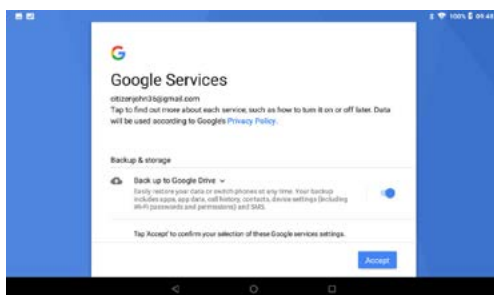 100% 09:48
Google Services
citizenjohn36@gmail.com
Tap to find out more about each service, such as how to turn it on or off later. Data
will be used according to Google's Privacy Policy.
Backup & storage
Back up to Google Drive
Easily restore your data or switch phones at any time. Your backup
includes apps, app data, call history, contacts, device settings (including
Wi-Fi passwords and permissions) and SMS.
Tap 'Accept' to confirm your selection of these Google services settings.
Accept